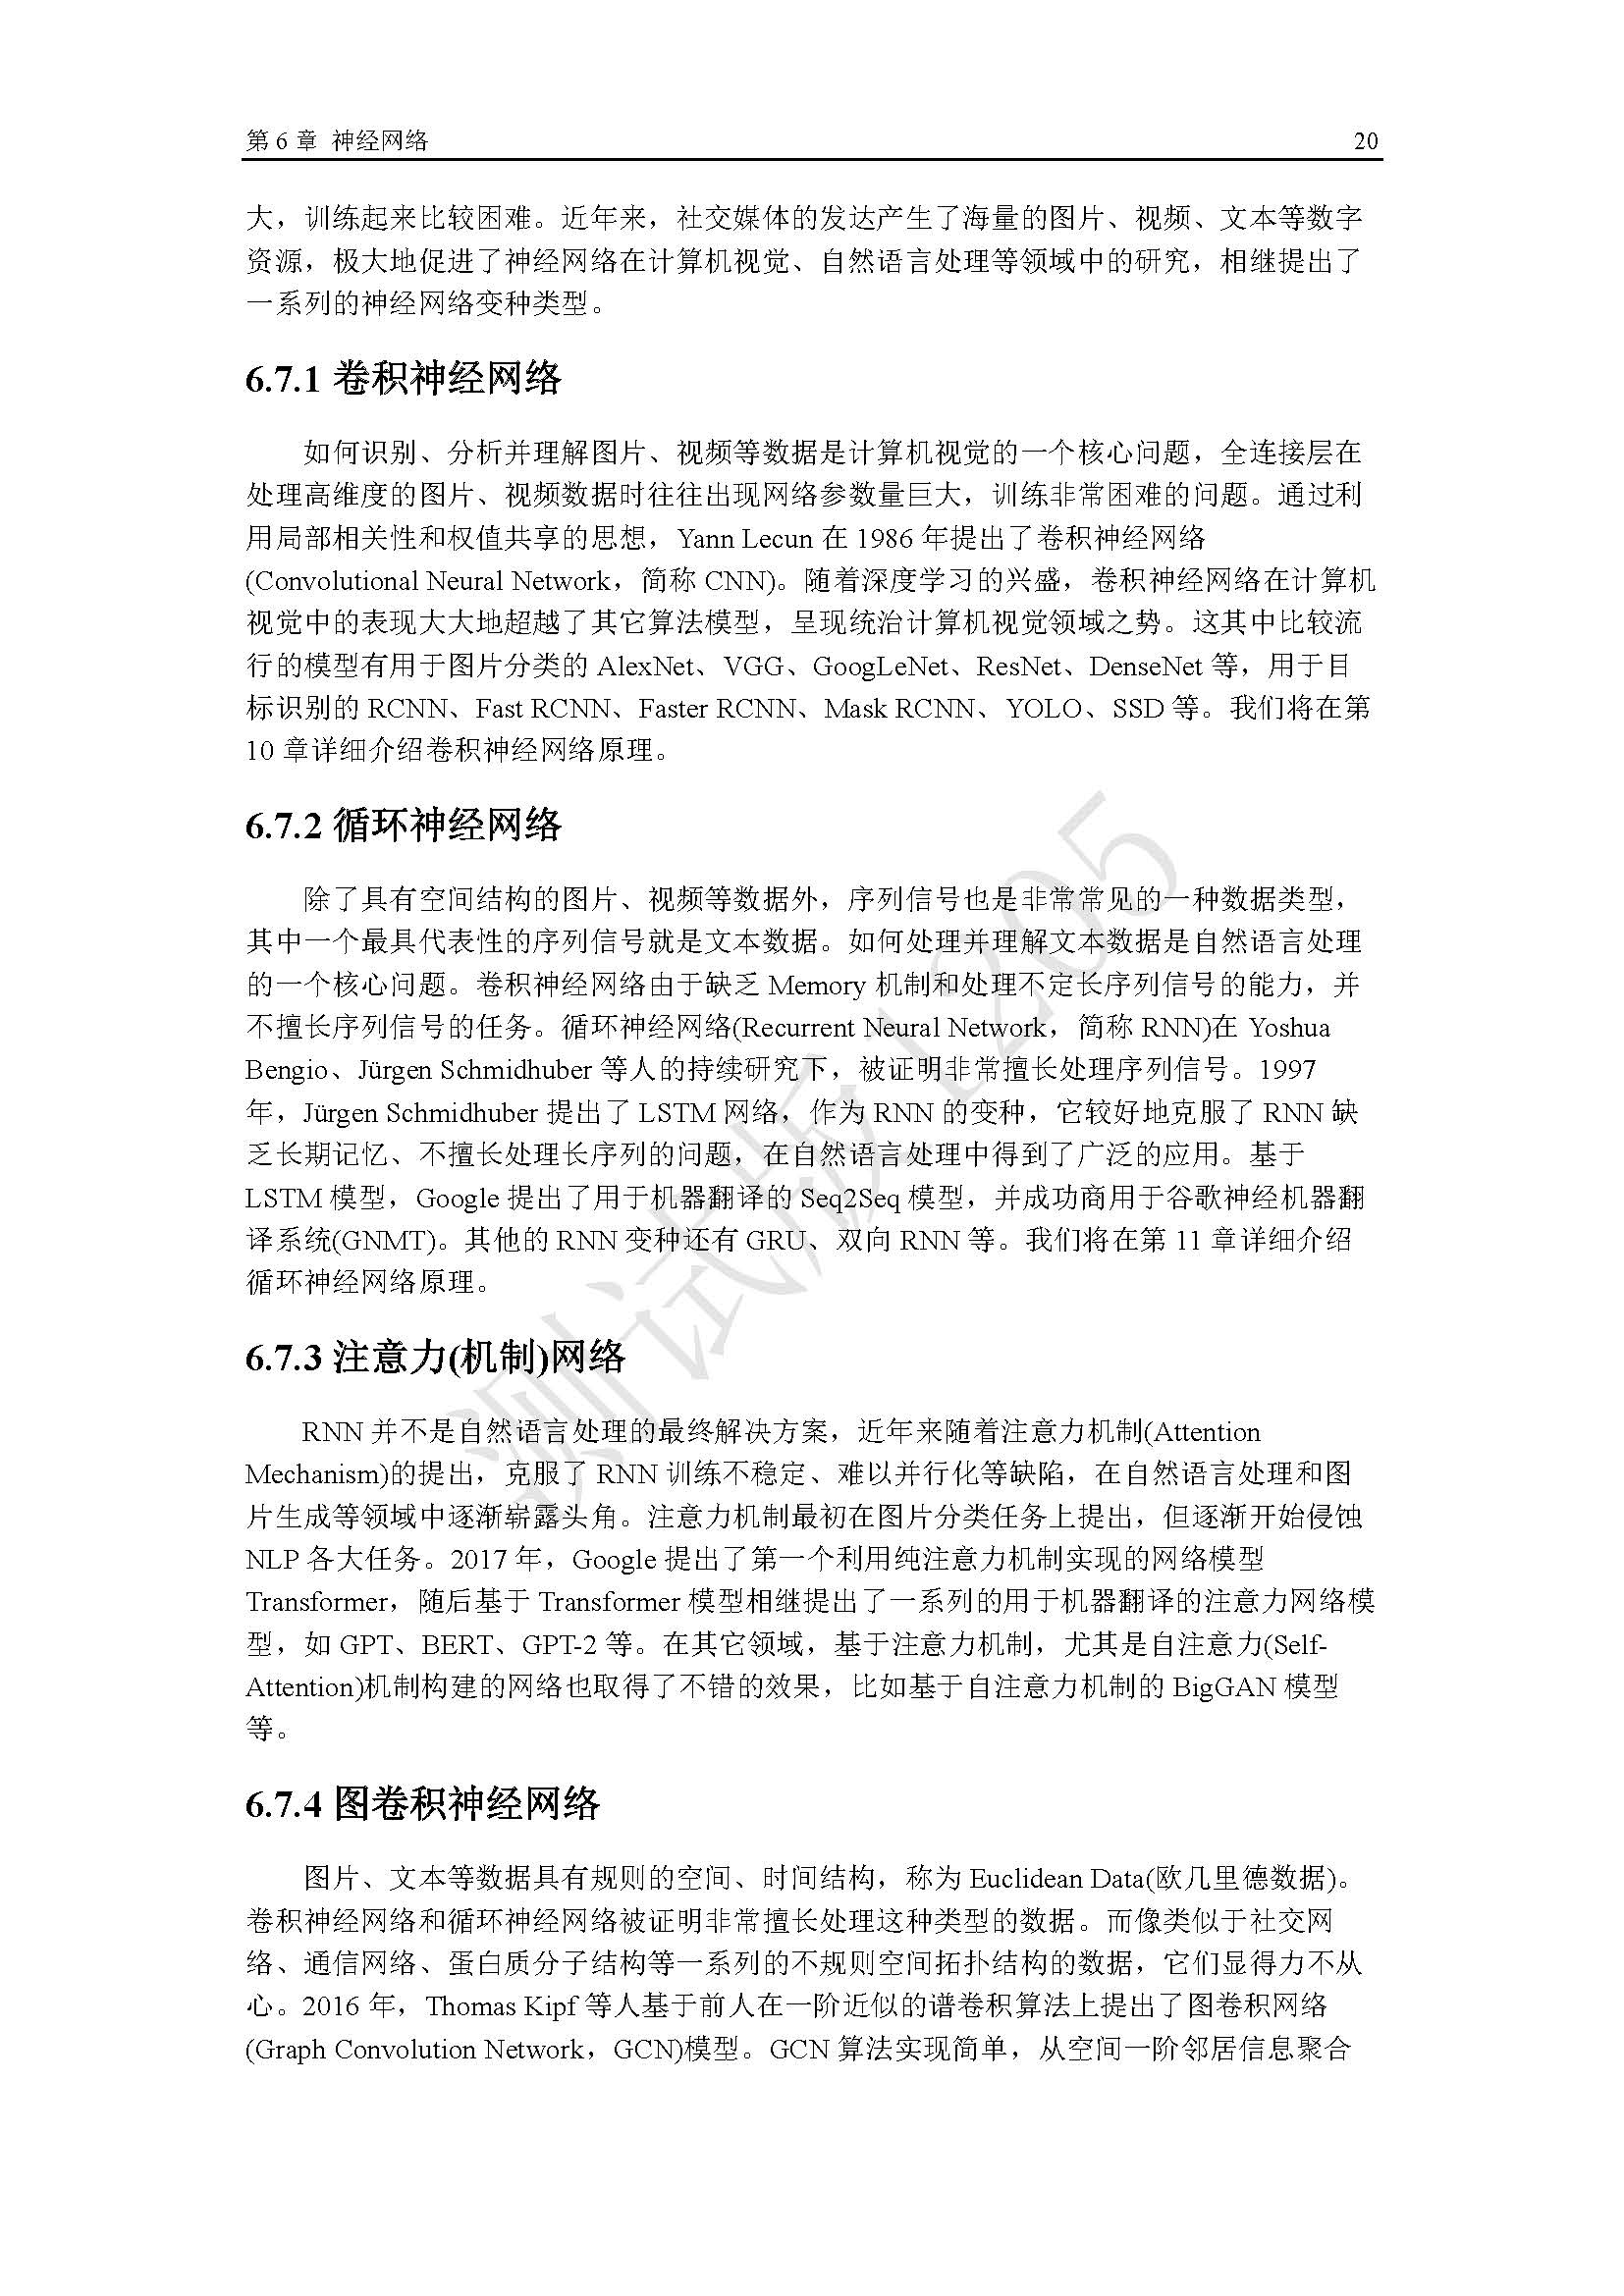 第 6 章 神经网络 20
大，训练起来比较困难。近年来，社交媒体的发达产生了海量的图片、视频、文本等数字
资源，极大地促进了神经网络在计算机视觉、自然语言处理等领域中的研究，相继提出了
一系列的神经网络变种类型。
6.7.1 卷积神经网络
如何识别、分析并理解图片、视频等数据是计算机视觉的一个核心问题，全连接层在
处理高维度的图片、视频数据时往往出现网络参数量巨大，训练非常困难的问题。通过利
用局部相关性和权值共享的思想，Yann Lecun 在 1986 年提出了卷积神经网络
(Convolutional Neural Network，简称 CNN)。随着深度学习的兴盛，卷积神经网络在计算机
视觉中的表现大大地超越了其它算法模型，呈现统治计算机视觉领域之势。这其中比较流
行的模型有用于图片分类的 AlexNet、VGG、GoogLeNet、ResNet、DenseNet 等，用于目
标识别的 RCNN、Fast RCNN、Faster RCNN、Mask RCNN、YOLO、SSD 等。我们将在第
10 章详细介绍卷积神经网络原理。
6.7.2 循环神经网络
除了具有空间结构的图片、视频等数据外，序列信号也是非常常见的一种数据类型，
其中一个最具代表性的序列信号就是文本数据。如何处理并理解文本数据是自然语言处理
的一个核心问题。卷积神经网络由于缺乏 Memory 机制和处理不定长序列信号的能力，并
不擅长序列信号的任务。循环神经网络(Recurrent Neural Network，简称 RNN)在 Yoshua
Bengio、Jürgen Schmidhuber 等人的持续研究下，被证明非常擅长处理序列信号。1997
年，Jürgen Schmidhuber 提出了 LSTM 网络，作为 RNN 的变种，它较好地克服了 RNN 缺
乏长期记忆、不擅长处理长序列的问题，在自然语言处理中得到了广泛的应用。基于
LSTM 模型，Google 提出了用于机器翻译的 Seq2Seq 模型，并成功商用于谷歌神经机器翻
译系统(GNMT)。其他的 RNN 变种还有 GRU、双向 RNN 等。我们将在第 11 章详细介绍
循环神经网络原理。
6.7.3 注意力(机制)网络
RNN 并不是自然语言处理的最终解决方案，近年来随着注意力机制(Attention
Mechanism)的提出，克服了 RNN 训练不稳定、难以并行化等缺陷，在自然语言处理和图
片生成等领域中逐渐崭露头角。注意力机制最初在图片分类任务上提出，但逐渐开始侵蚀
NLP 各大任务。2017 年，Google 提出了第一个利用纯注意力机制实现的网络模型
Transformer，随后基于 Transformer 模型相继提出了一系列的用于机器翻译的注意力网络模
型，如 GPT、BERT、GPT-2 等。在其它领域，基于注意力机制，尤其是自注意力(Self-
Attention)机制构建的网络也取得了不错的效果，比如基于自注意力机制的 BigGAN 模型
等。
6.7.4 图卷积神经网络
图片、文本等数据具有规则的空间、时间结构，称为 Euclidean Data(欧几里德数据)。
卷积神经网络和循环神经网络被证明非常擅长处理这种类型的数据。而像类似于社交网
络、通信网络、蛋白质分子结构等一系列的不规则空间拓扑结构的数据，它们显得力不从
心。2016 年，Thomas Kipf 等人基于前人在一阶近似的谱卷积算法上提出了图卷积网络
(Graph Convolution Network，GCN)模型。GCN 算法实现简单，从空间一阶邻居信息聚合
测试版 1205